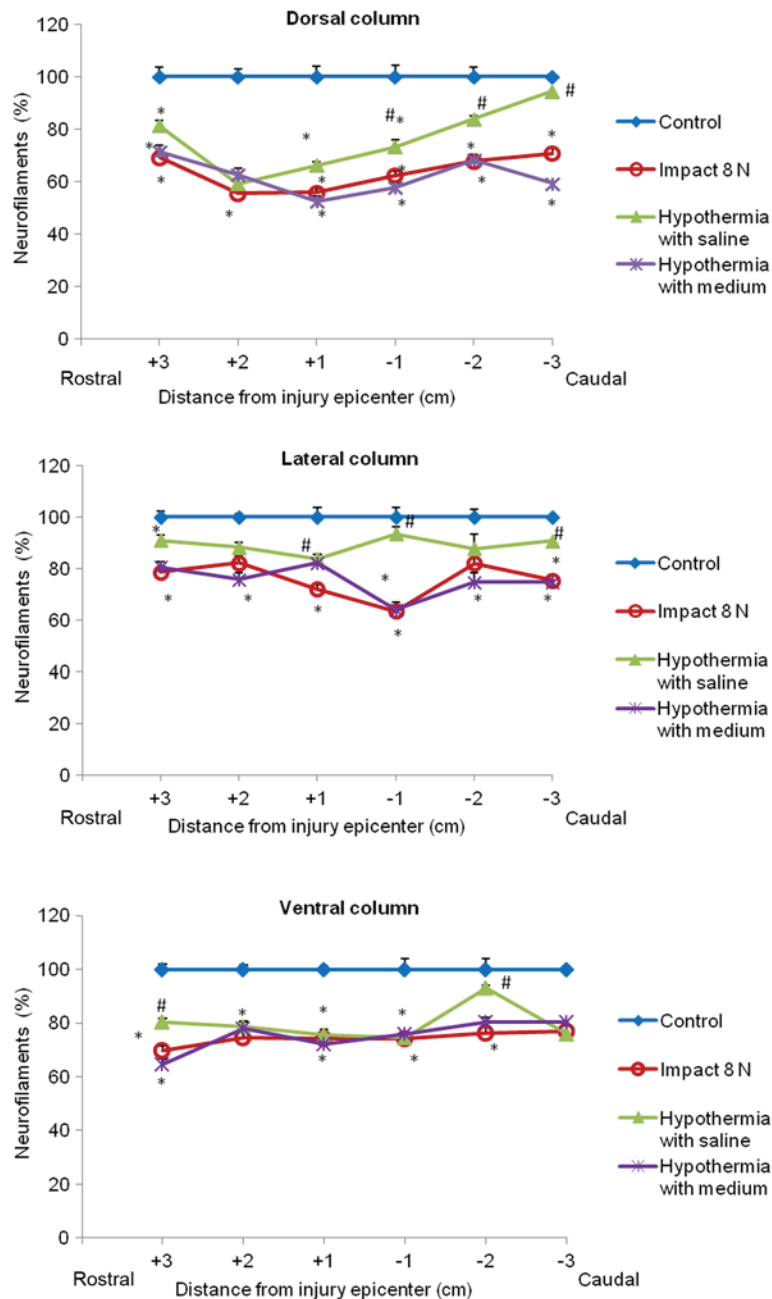 Dorsal column
Neurofilaments (%)
120
100
80
60
40
20
0
* * * * * * #* * * # * * # * *
+3 +2 +1 -1 -2 -3
Rostral
Caudal
Distance from injury epicenter (cm)
Control
Impact 8 N
Hypothermia
with saline
Hypothermia
with medium
Lateral column
Neurofilaments (%)
120
100
80
60
40
20
0
* * * # * # * * * # * *
+3 +2 +1 -1 -2 -3
Rostral
Caudal
Distance from injury epicenter (cm)
Control
Impact 8 N
Hypothermia
with saline
Hypothermia
with medium
Ventral column
Neurofilaments (%)
120
100
80
60
40
20
0
* # * * * * * * # *
+3 +2 +1 -1 -2 -3
Rostral
Caudal
Distance from injury epicenter (cm)
Control
Impact 8 N
Hypothermia
with saline
Hypothermia
with medium